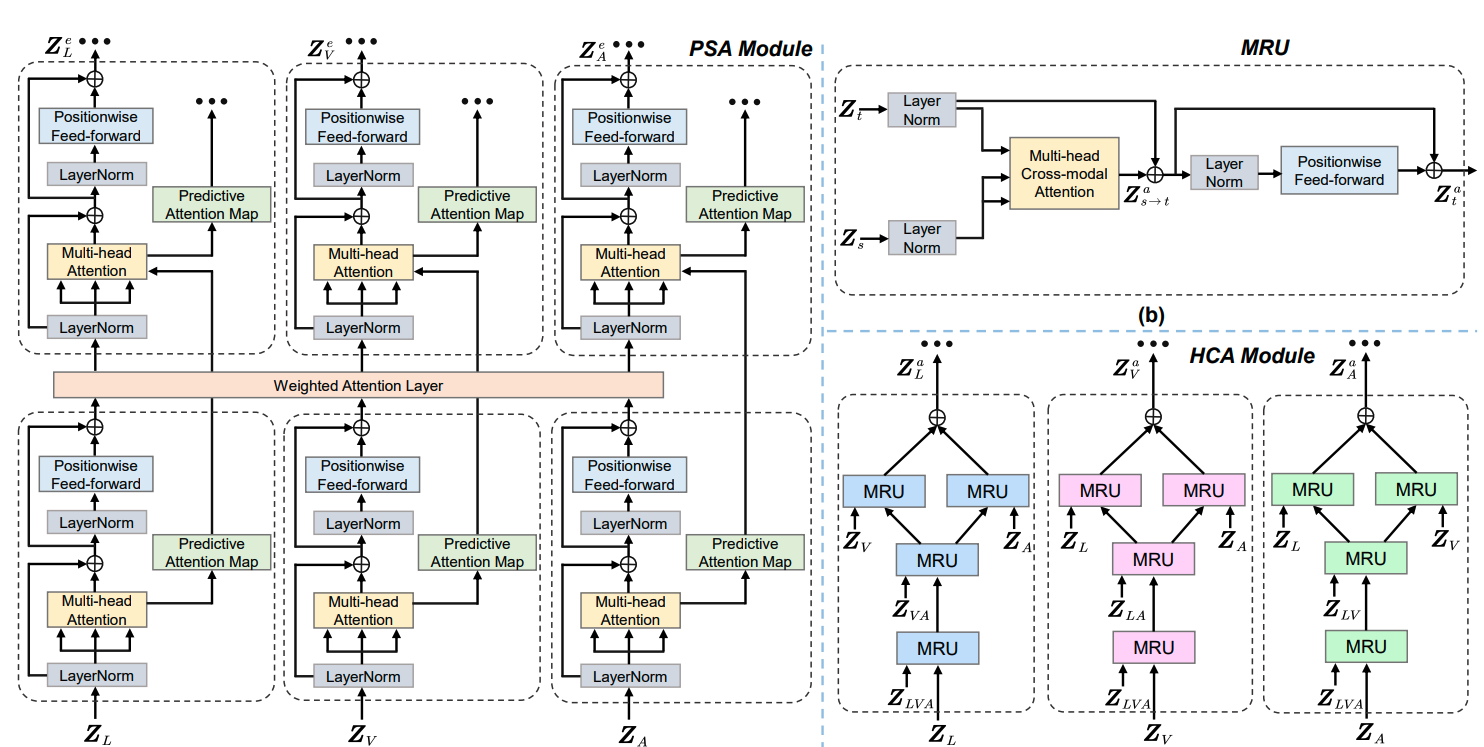 PSA Module
Z_L^e •••
Z_V^e •••
Z_A^e •••
Positionwise
Feed-forward
LayerNorm
•••
Predictive
Attention Map
Multi-head
Attention
LayerNorm
Positionwise
Feed-forward
LayerNorm
•••
Predictive
Attention Map
Multi-head
Attention
LayerNorm
Positionwise
Feed-forward
LayerNorm
•••
Predictive
Attention Map
Multi-head
Attention
LayerNorm
Weighted Attention Layer
Positionwise
Feed-forward
LayerNorm
Predictive
Attention Map
Multi-head
Attention
LayerNorm
Z_L
Positionwise
Feed-forward
LayerNorm
Predictive
Attention Map
Multi-head
Attention
LayerNorm
Z_V
Positionwise
Feed-forward
LayerNorm
Predictive
Attention Map
Multi-head
Attention
LayerNorm
Z_A
MRU
Z_t
Layer
Norm
Z_s
Layer
Norm
Multi-head
Cross-modal
Attention
Z_{s→t}^a
Layer
Norm
Positionwise
Feed-forward
Z_t^a
(b)
HCA Module
•••
Z_L^a
MRU
MRU
Z_V
Z_A
MRU
Z_{VA}
MRU
Z_{LVA}
Z_L
•••
Z_V^a
MRU
MRU
Z_L
Z_A
MRU
Z_{LA}
MRU
Z_{LVA}
Z_V
•••
Z_A^a
MRU
MRU
Z_L
Z_V
MRU
Z_{LV}
MRU
Z_{LVA}
Z_A